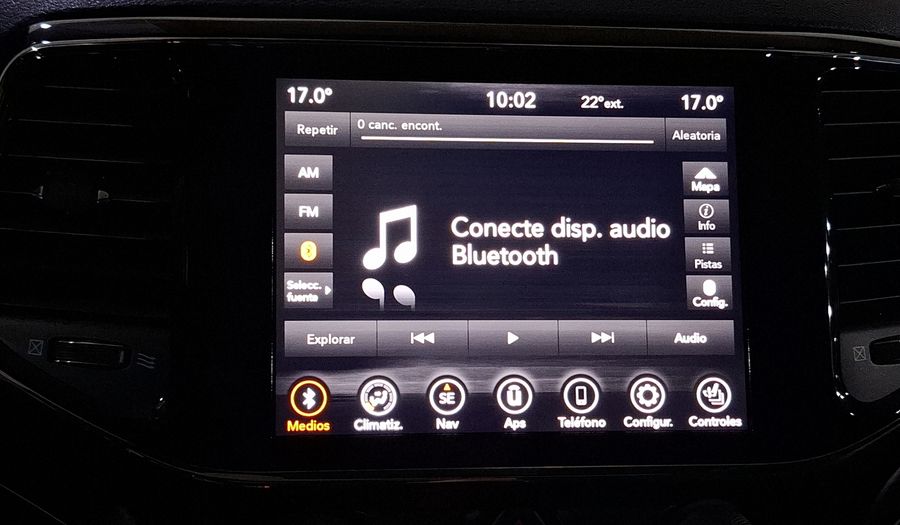 17.0° 10:02 22°ext. 17.0°
Repetir 0 canc. encont. Aleatoria
AM
Mapa
FM
Info
Conecte disp. audio
Bluetooth
Pistas
Selecc.
fuente
Config.
Explorar Audio
SE
Medios Climatiz. Nav Aps Teléfono Configur. Controles